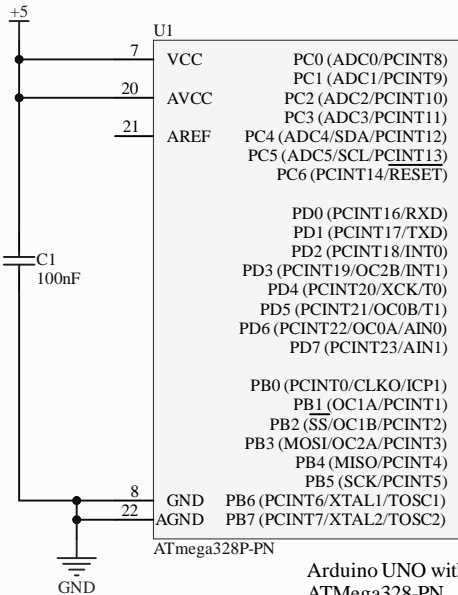 +5
U1
7 VCC PC0 (ADC0/PCINT8)
PC1 (ADC1/PCINT9)
20 AVCC PC2 (ADC2/PCINT10)
PC3 (ADC3/PCINT11)
21 AREF PC4 (ADC4/SDA/PCINT12)
PC5 (ADC5/SCL/PCINT13)
PC6 (PCINT14/RESET)
PD0 (PCINT16/RXD)
PD1 (PCINT17/TXD)
PD2 (PCINT18/INT0)
PD3 (PCINT19/OC2B/INT1)
PD4 (PCINT20/XCK/T0)
PD5 (PCINT21/OC0B/T1)
PD6 (PCINT22/OC0A/AIN0)
PD7 (PCINT23/AIN1)
C1
100nF
PB0 (PCINT0/CLKO/ICP1)
PB1 (OC1A/PCINT1)
PB2 (SS/OC1B/PCINT2)
PB3 (MOSI/OC2A/PCINT3)
PB4 (MISO/PCINT4)
PB5 (SCK/PCINT5)
8 GND PB6 (PCINT6/XTAL1/TOSC1)
22 AGND PB7 (PCINT7/XTAL2/TOSC2)
ATmega328P-PN
GND
Arduino UNO with
ATMega328-PN